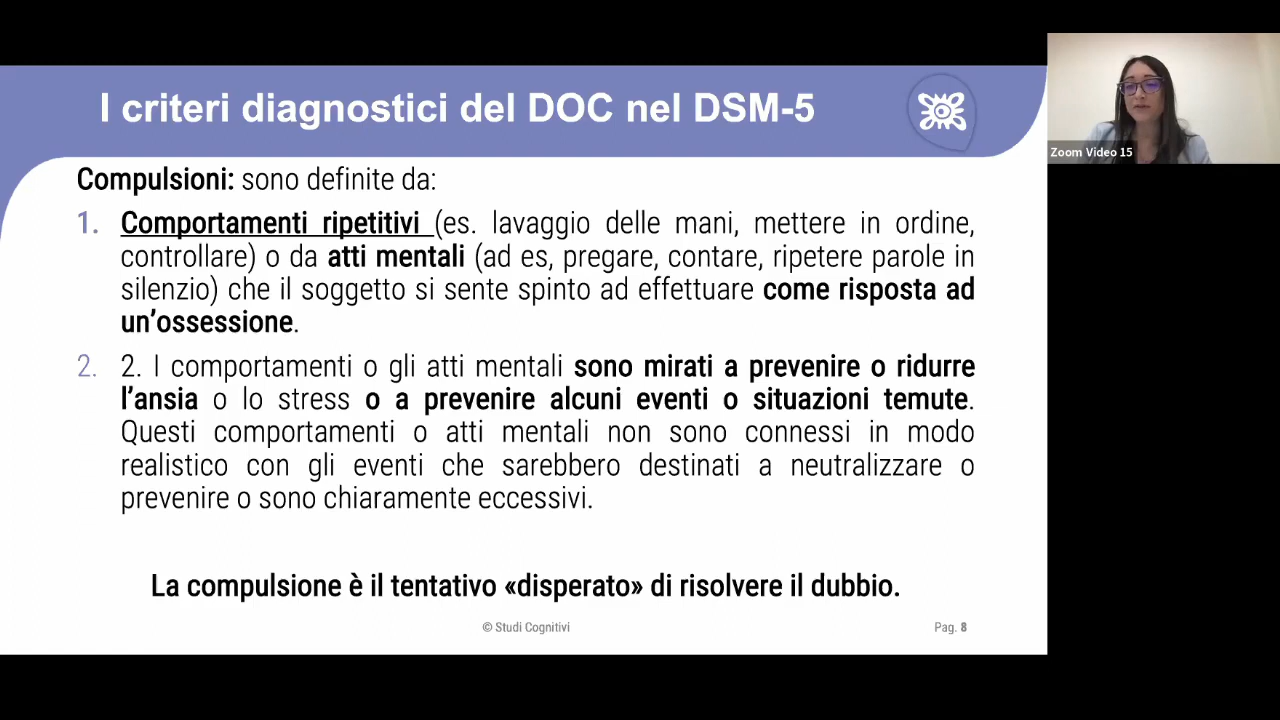 I criteri diagnostici del DOC nel DSM-5
Zoom Video 15
Compulsioni: sono definite da:
1. Comportamenti ripetitivi (es. lavaggio delle mani, mettere in ordine,
controllare) o da atti mentali (ad es, pregare, contare, ripetere parole in
silenzio) che il soggetto si sente spinto ad effettuare come risposta ad
un’ossessione.
2. 2. I comportamenti o gli atti mentali sono mirati a prevenire o ridurre
l’ansia o lo stress o a prevenire alcuni eventi o situazioni temute.
Questi comportamenti o atti mentali non sono connessi in modo
realistico con gli eventi che sarebbero destinati a neutralizzare o
prevenire o sono chiaramente eccessivi.
La compulsione è il tentativo «disperato» di risolvere il dubbio.
© Studi Cognitivi
Pag. 8